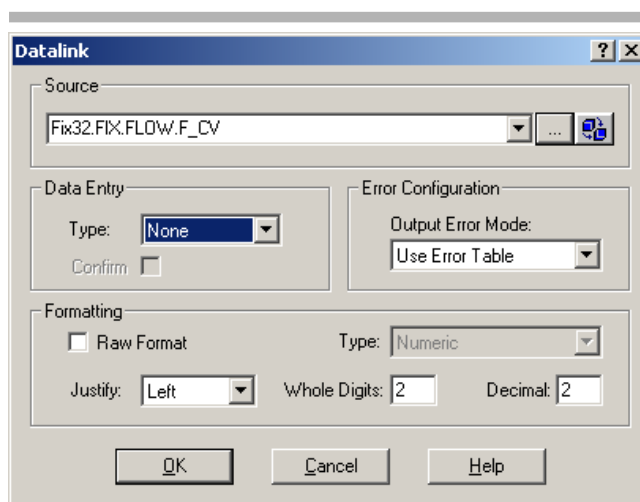 Datalink
Source
Fix32.FIX.FLOW.F_CV
...
Data Entry
Type: None
Confirm
Error Configuration
Output Error Mode:
Use Error Table
Formatting
Raw Format
Type: Numeric
Justify: Left
Whole Digits: 2
Decimal: 2
OK
Cancel
Help